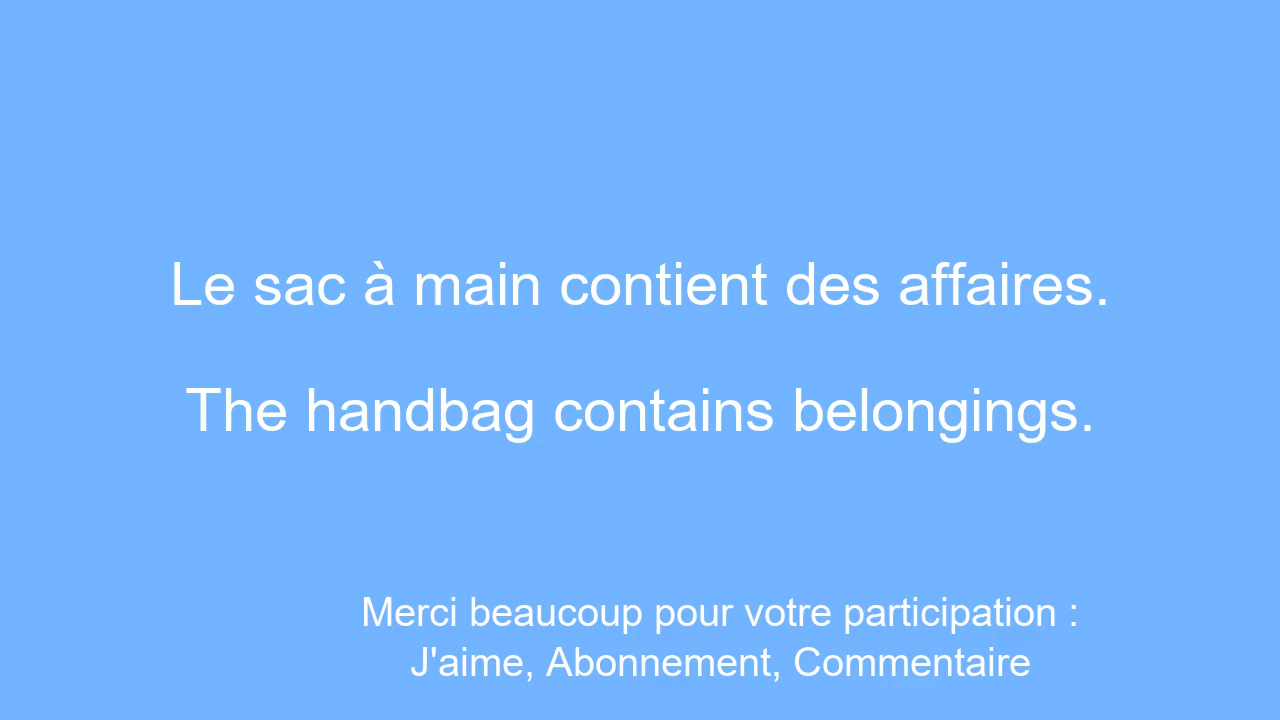 Le sac à main contient des affaires.
The handbag contains belongings.
Merci beaucoup pour votre participation :
J'aime, Abonnement, Commentaire